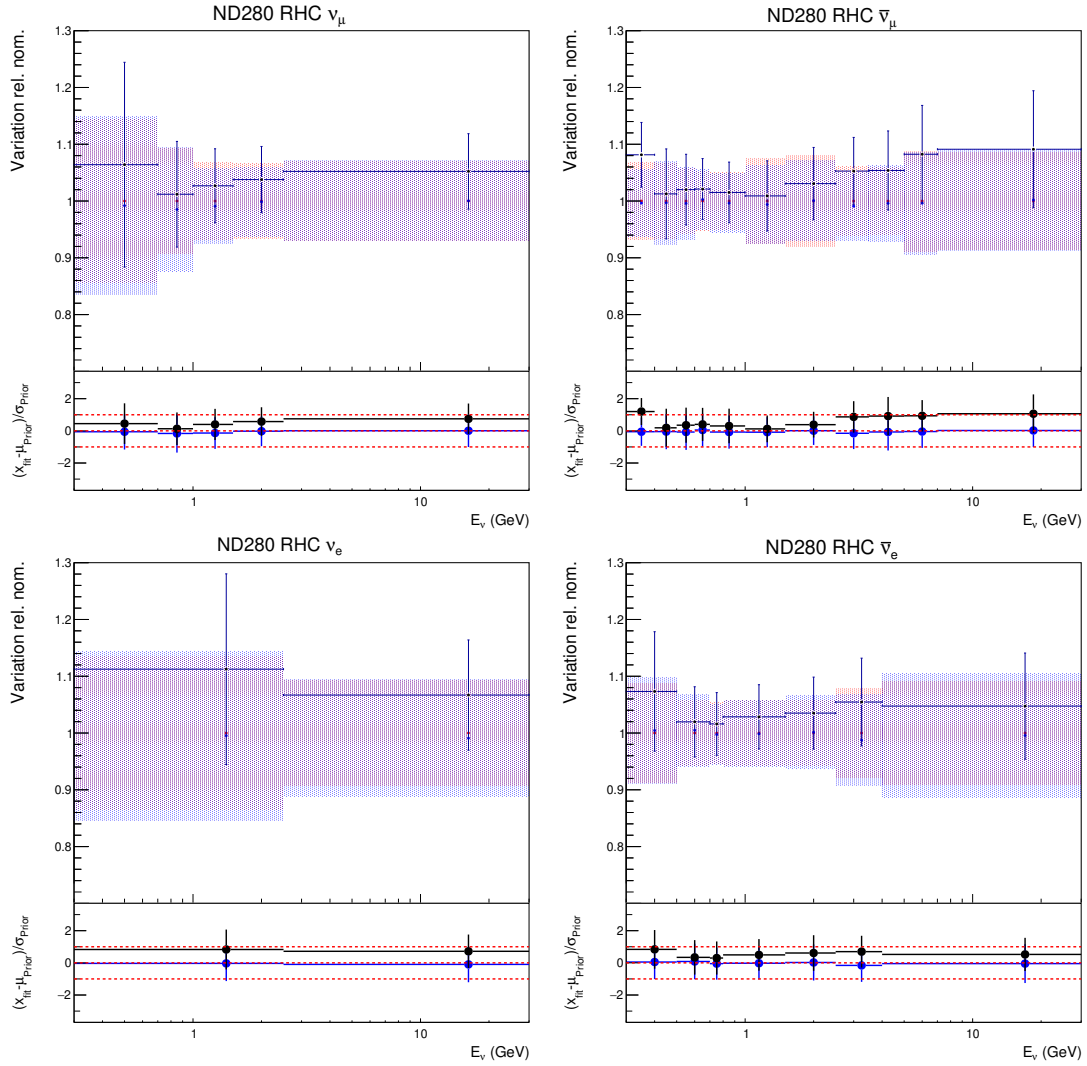 ND280 RHC ν_μ
Variation rel. nom.
1.3
1.2
1.1
1
0.9
0.8
(x_fit-μ_Prior)/σ_Prior
2
0
−2
1
10
E_ν (GeV)
ND280 RHC ν̄_μ
Variation rel. nom.
1.3
1.2
1.1
1
0.9
0.8
(x_fit-μ_Prior)/σ_Prior
2
0
−2
1
10
E_ν (GeV)
ND280 RHC ν_e
Variation rel. nom.
1.3
1.2
1.1
1
0.9
0.8
(x_fit-μ_Prior)/σ_Prior
2
0
−2
1
10
E_ν (GeV)
ND280 RHC ν̄_e
Variation rel. nom.
1.3
1.2
1.1
1
0.9
0.8
(x_fit-μ_Prior)/σ_Prior
2
0
−2
1
10
E_ν (GeV)